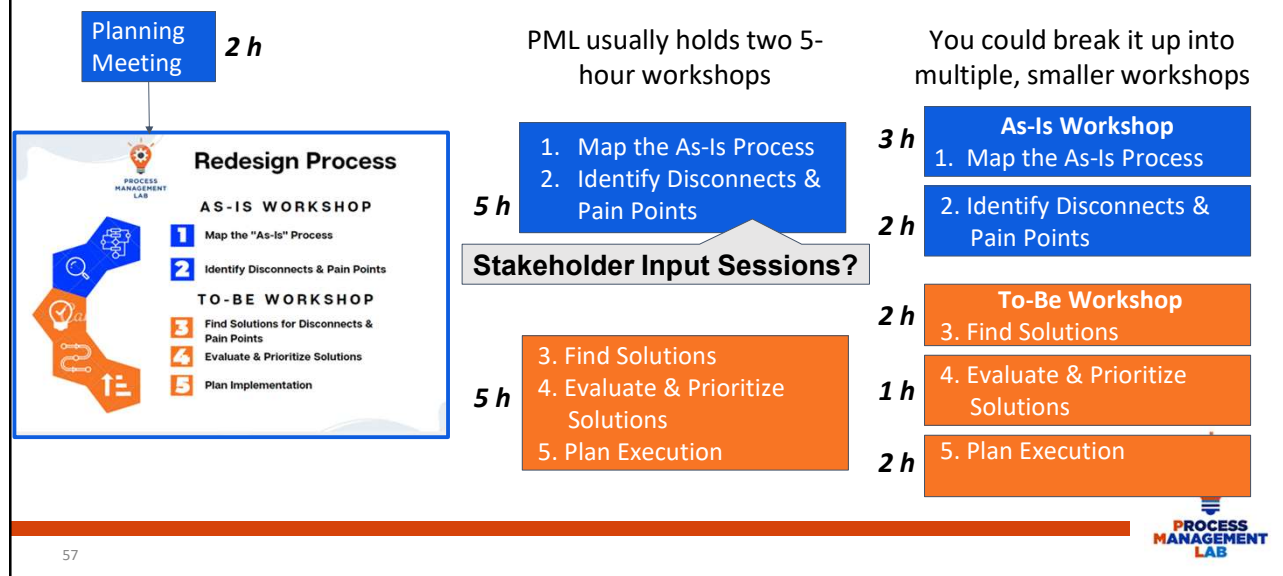 Planning
Meeting
2 h
PROCESS
MANAGEMENT
LAB
Redesign Process
AS-IS WORKSHOP
1 Map the "As-Is" Process
2 Identify Disconnects & Pain Points
TO-BE WORKSHOP
3 Find Solutions for Disconnects &
Pain Points
4 Evaluate & Prioritize Solutions
5 Plan Implementation
PML usually holds two 5-
hour workshops
5 h
1. Map the As-Is Process
2. Identify Disconnects &
Pain Points
Stakeholder Input Sessions?
5 h
3. Find Solutions
4. Evaluate & Prioritize
Solutions
5. Plan Execution
You could break it up into
multiple, smaller workshops
3 h
As-Is Workshop
1. Map the As-Is Process
2 h
2. Identify Disconnects &
Pain Points
2 h
To-Be Workshop
3. Find Solutions
1 h
4. Evaluate & Prioritize
Solutions
2 h
5. Plan Execution
57
PROCESS
MANAGEMENT
LAB